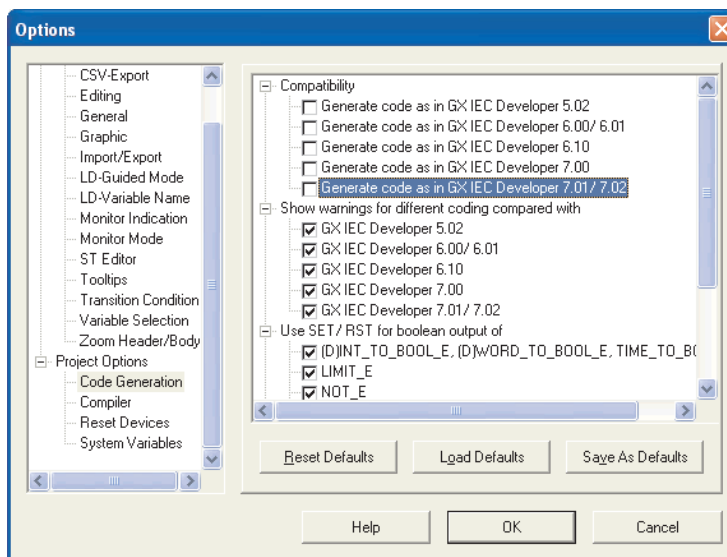 Options
CSV-Export
Editing
General
Graphic
Import/Export
LD-Guided Mode
LD-Variable Name
Monitor Indication
Monitor Mode
ST Editor
Tooltips
Transition Condition
Variable Selection
Zoom Header/Body
Project Options
Code Generation
Compiler
Reset Devices
System Variables
Compatibility
Generate code as in GX IEC Developer 5.02
Generate code as in GX IEC Developer 6.00/ 6.01
Generate code as in GX IEC Developer 6.10
Generate code as in GX IEC Developer 7.00
Generate code as in GX IEC Developer 7.01/ 7.02
Show warnings for different coding compared with
GX IEC Developer 5.02
GX IEC Developer 6.00/ 6.01
GX IEC Developer 6.10
GX IEC Developer 7.00
GX IEC Developer 7.01/ 7.02
Use SET/ RST for boolean output of
(D)INT_TO_BOOL_E, (D)WORD_TO_BOOL_E, TIME_TO_BO
LIMIT_E
NOT_E
Reset Defaults
Load Defaults
Save As Defaults
Help
OK
Cancel